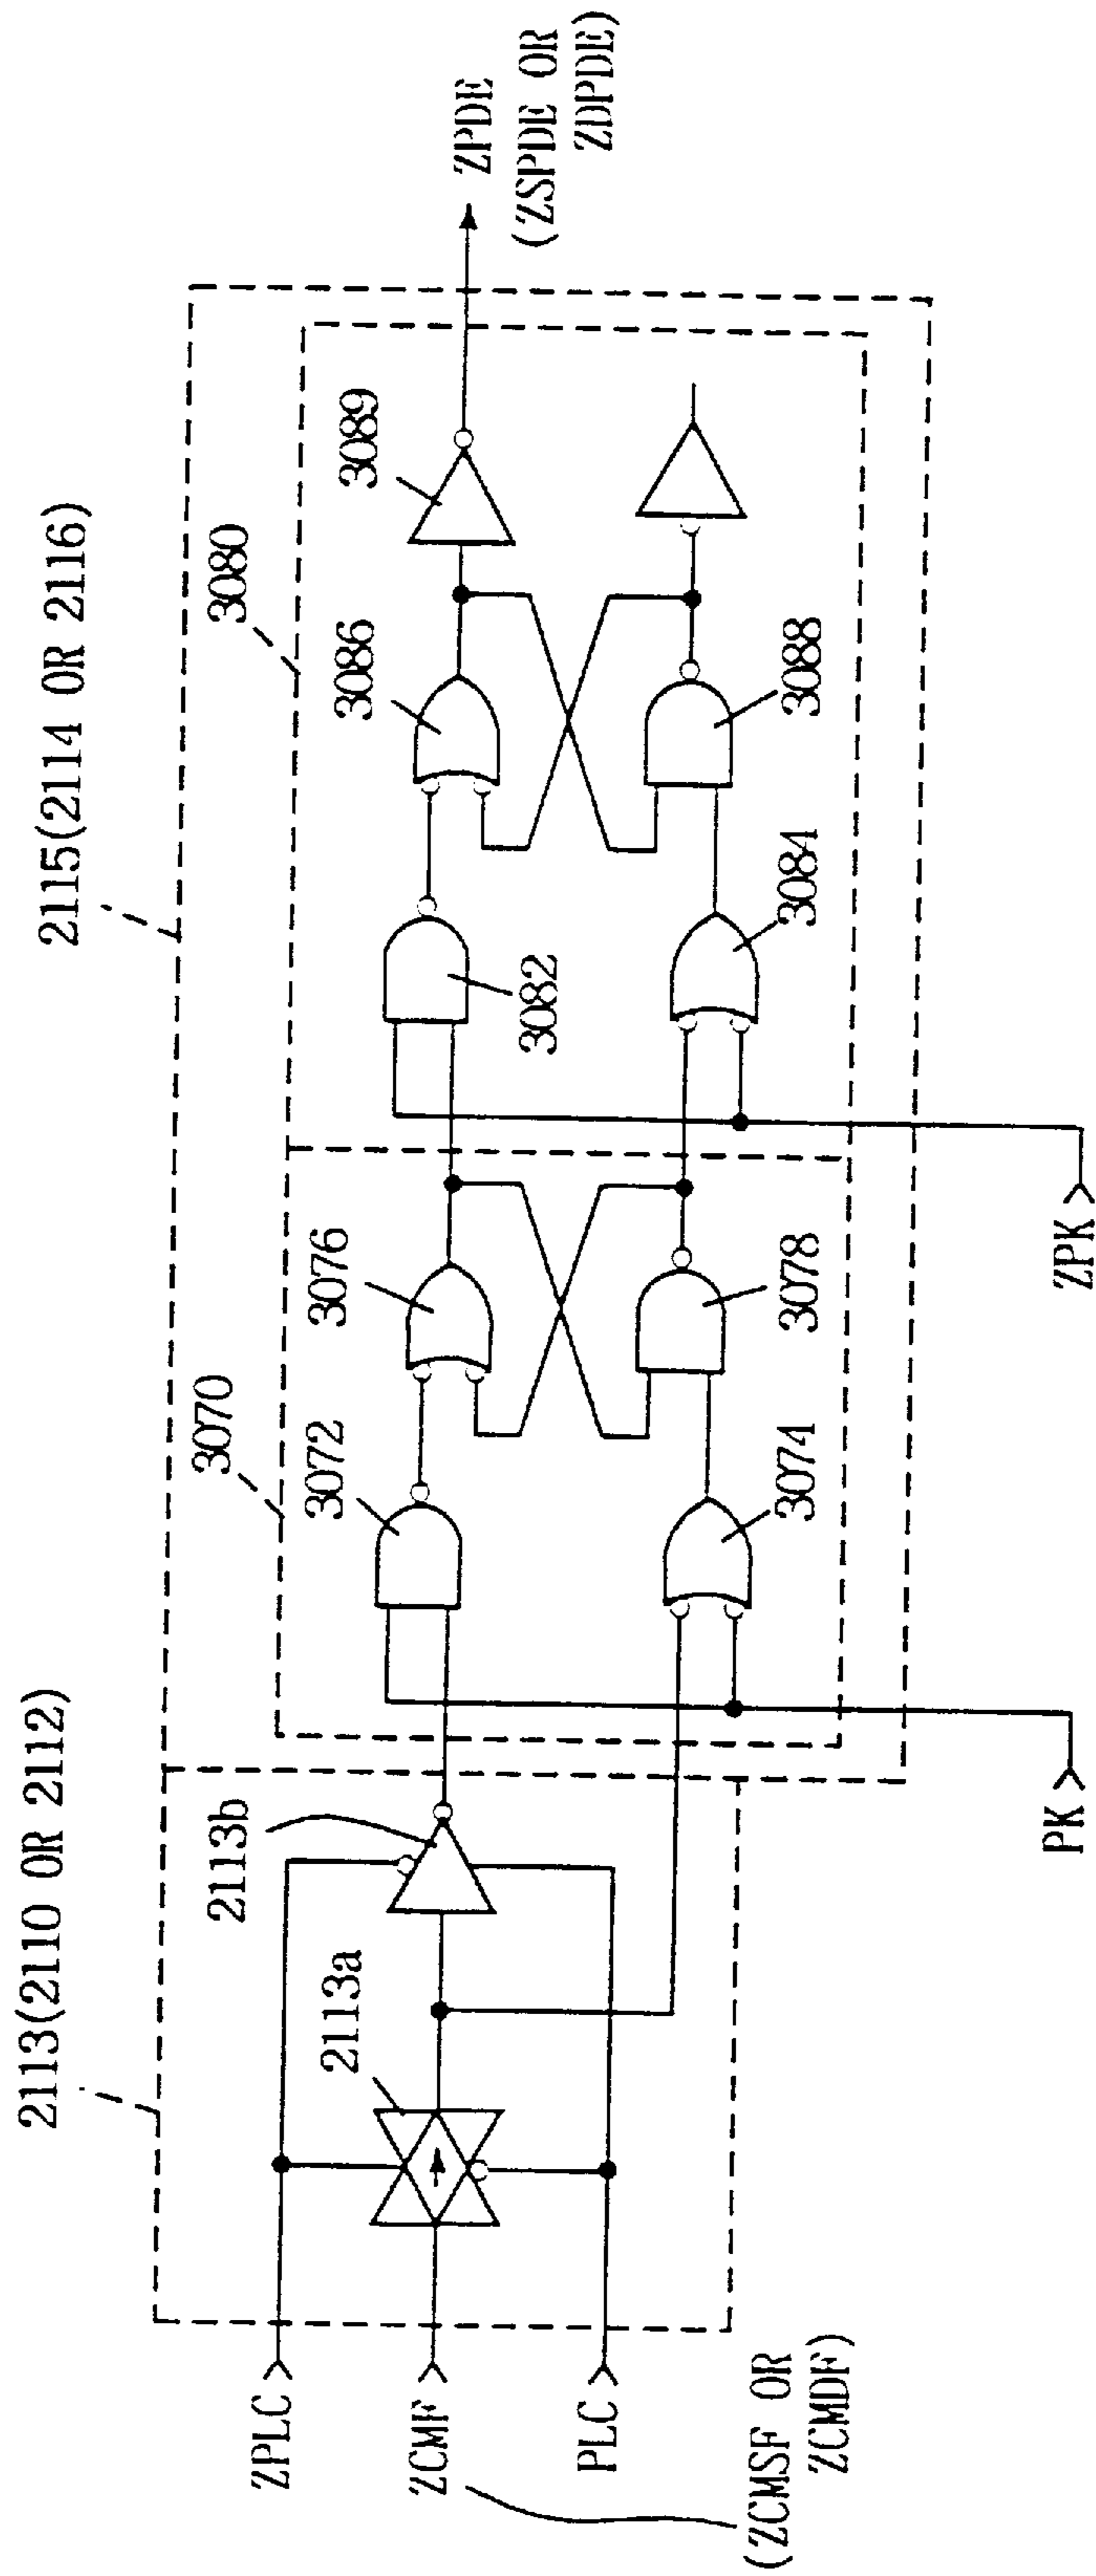 2113(2110 OR 2112)
2115(2114 OR 2116)
ZPLC
ZCMF
PLC
(ZCMSF OR
ZCMDF)
2113a
2113b
3070
3072
3074
3076
3078
3080
3082
3084
3086
3088
3089
PK
ZPK
ZPDE
(ZSPDE OR
ZDPDE)